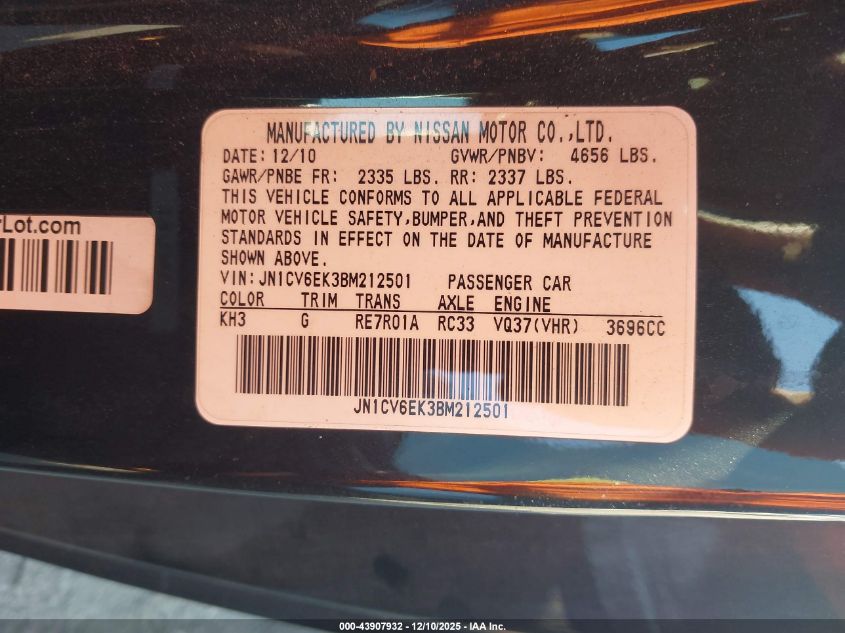 MANUFACTURED BY NISSAN MOTOR CO.,LTD.
DATE: 12/10 GVWR/PNBV: 4656 LBS.
GAWR/PNBE FR: 2335 LBS. RR: 2337 LBS.
THIS VEHICLE CONFORMS TO ALL APPLICABLE FEDERAL
MOTOR VEHICLE SAFETY,BUMPER,AND THEFT PREVENTION
STANDARDS IN EFFECT ON THE DATE OF MANUFACTURE
SHOWN ABOVE.
VIN:JN1CV6EK3BM212501 PASSENGER CAR
COLOR TRIM TRANS AXLE ENGINE
KH3 G RE7R01A RC33 VQ37(VHR) 3696CC
JN1CV6EK3BM212501
Lot.com
000-43907932 - 12/10/2025 - IAA Inc.